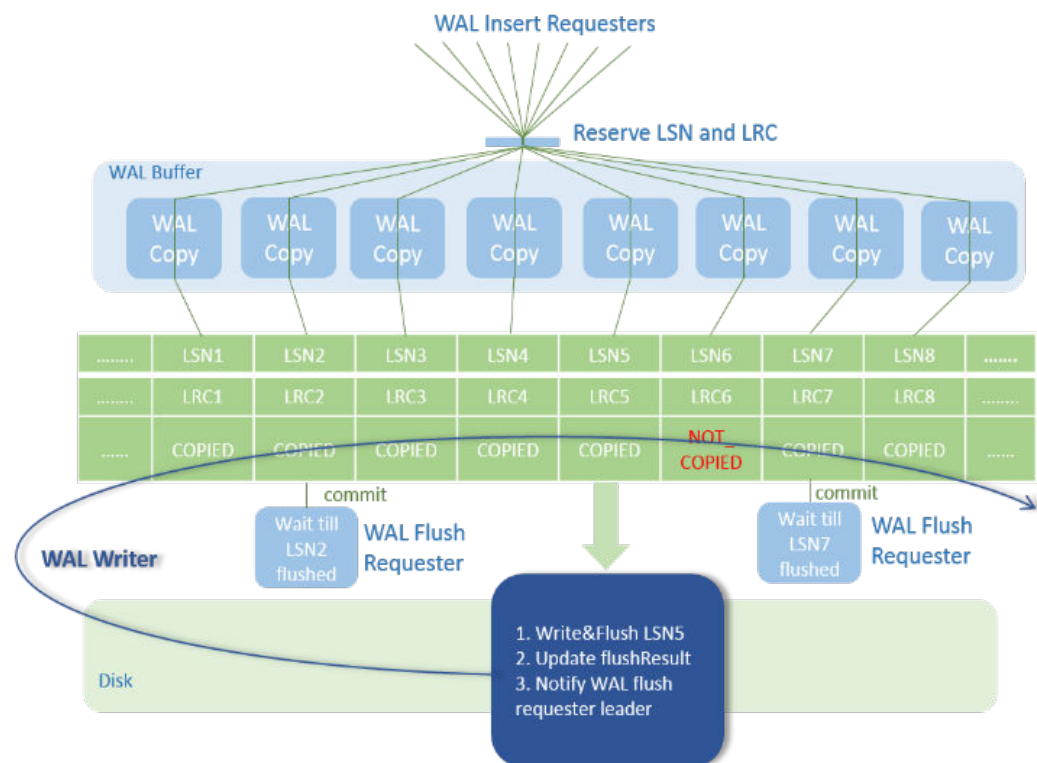 WAL Insert Requesters
Reserve LSN and LRC
WAL Buffer
WAL Copy WAL Copy WAL Copy WAL Copy WAL Copy WAL Copy WAL Copy WAL Copy
........ LSN1 LSN2 LSN3 LSN4 LSN5 LSN6 LSN7 LSN8 .......
........ LRC1 LRC2 LRC3 LRC4 LRC5 LRC6 LRC7 LRC8
...... COPIED COPIED COPIED COPIED COPIED NOT_ COPIED COPIED COPIED ......
commit
commit
Wait till
LSN2
flushed
WAL Flush
Requester
Wait till
LSN7
flushed
WAL Flush
Requester
WAL Writer
1. Write&Flush LSN5
2. Update flushResult
3. Notify WAL flush
requester leader
Disk